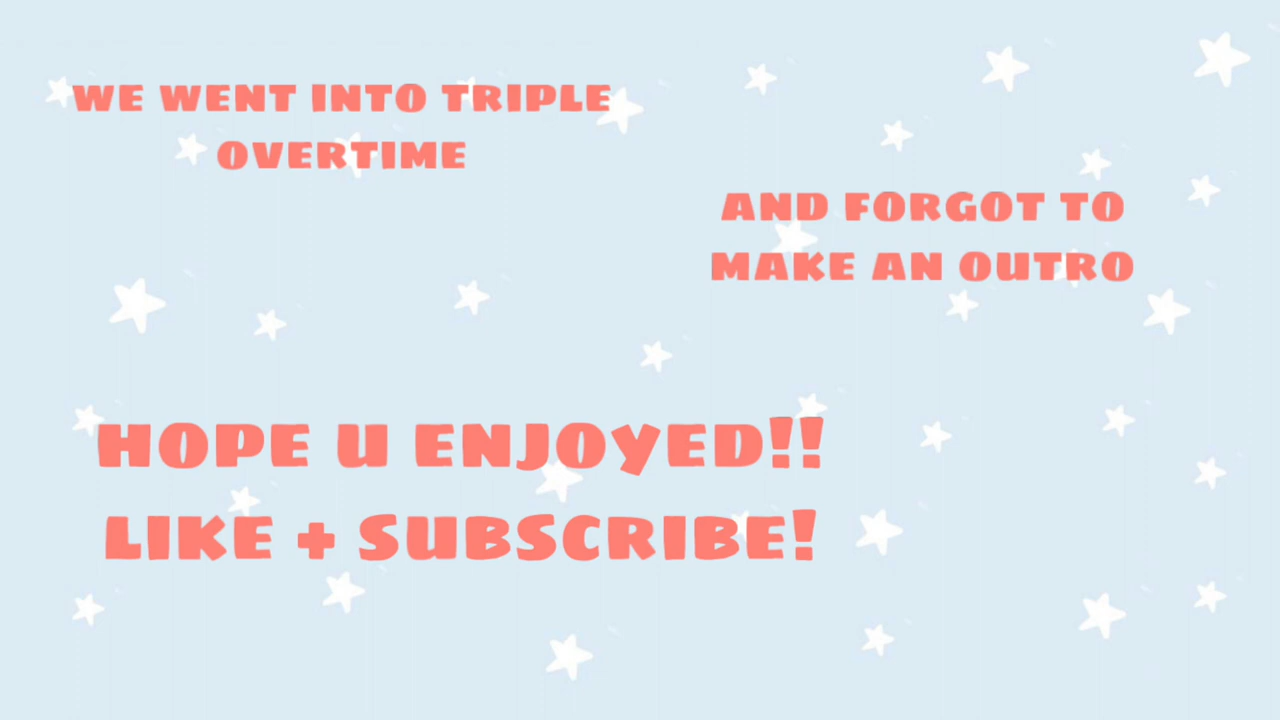 WE WENT INTO TRIPLE
OVERTIME
AND FORGOT TO
MAKE AN OUTRO
HOPE U ENJOYED!!
LIKE + SUBSCRIBE!